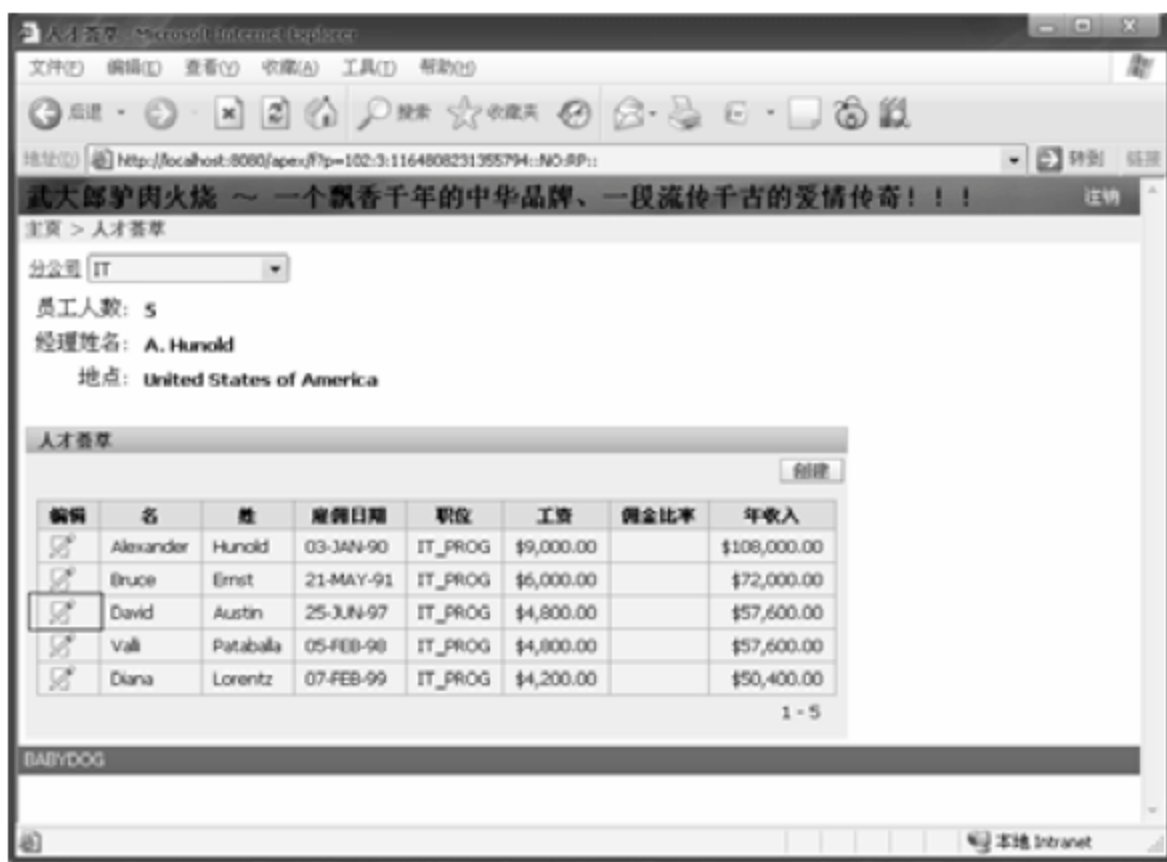 人才荟萃 - Microsoft Internet Explorer
文件(F) 编辑(E) 查看(V) 收藏(A) 工具(T) 帮助(H)
后退 搜索 收藏夹
地址(D) http://localhost:8080/apex/f?p=102:3:1164808231355794::NO:RP:: 转到 链接
武大郎驴肉火烧 ~ 一个飘香千年的中华品牌、一段流传千古的爱情传奇！！！ 注销
主页 > 人才荟萃
分公司 IT
员工人数: 5
经理姓名: A. Hunold
地点: United States of America
人才荟萃
创建
编辑 名 姓 雇佣日期 职位 工资 佣金比率 年收入
Alexander Hunold 03-JAN-90 IT_PROG $9,000.00 $108,000.00
Bruce Ernst 21-MAY-91 IT_PROG $6,000.00 $72,000.00
David Austin 25-JUN-97 IT_PROG $4,800.00 $57,600.00
Valli Pataballa 05-FEB-98 IT_PROG $4,800.00 $57,600.00
Diana Lorentz 07-FEB-99 IT_PROG $4,200.00 $50,400.00
1 - 5
BABYDOG
本地 Intranet